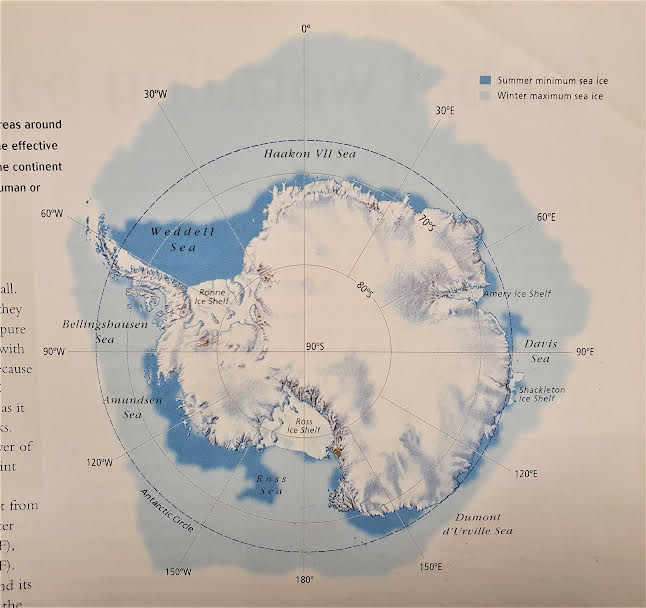 0°
Summer minimum sea ice
Winter maximum sea ice
30°W
30°E
reas around
e effective
ne continent
uman or
Haakon VII Sea
60°W
70°S
60°E
Weddell
Sea
all.
they
pure
with
ecause
as it
ks.
ver of
int
t from
ter
F),
F).
nd its
the
80°S
Ronne
Ice Shelf
Amery Ice Shelf
Bellingshausen
Sea
90°W
90°S
Davis
Sea
90°E
Shackleton
Ice Shelf
Amundsen
Sea
Ross
Ice Shelf
120°W
120°E
Ross
Sea
Antarctic Circle
Dumont
d'Urville Sea
150°W
180°
150°E